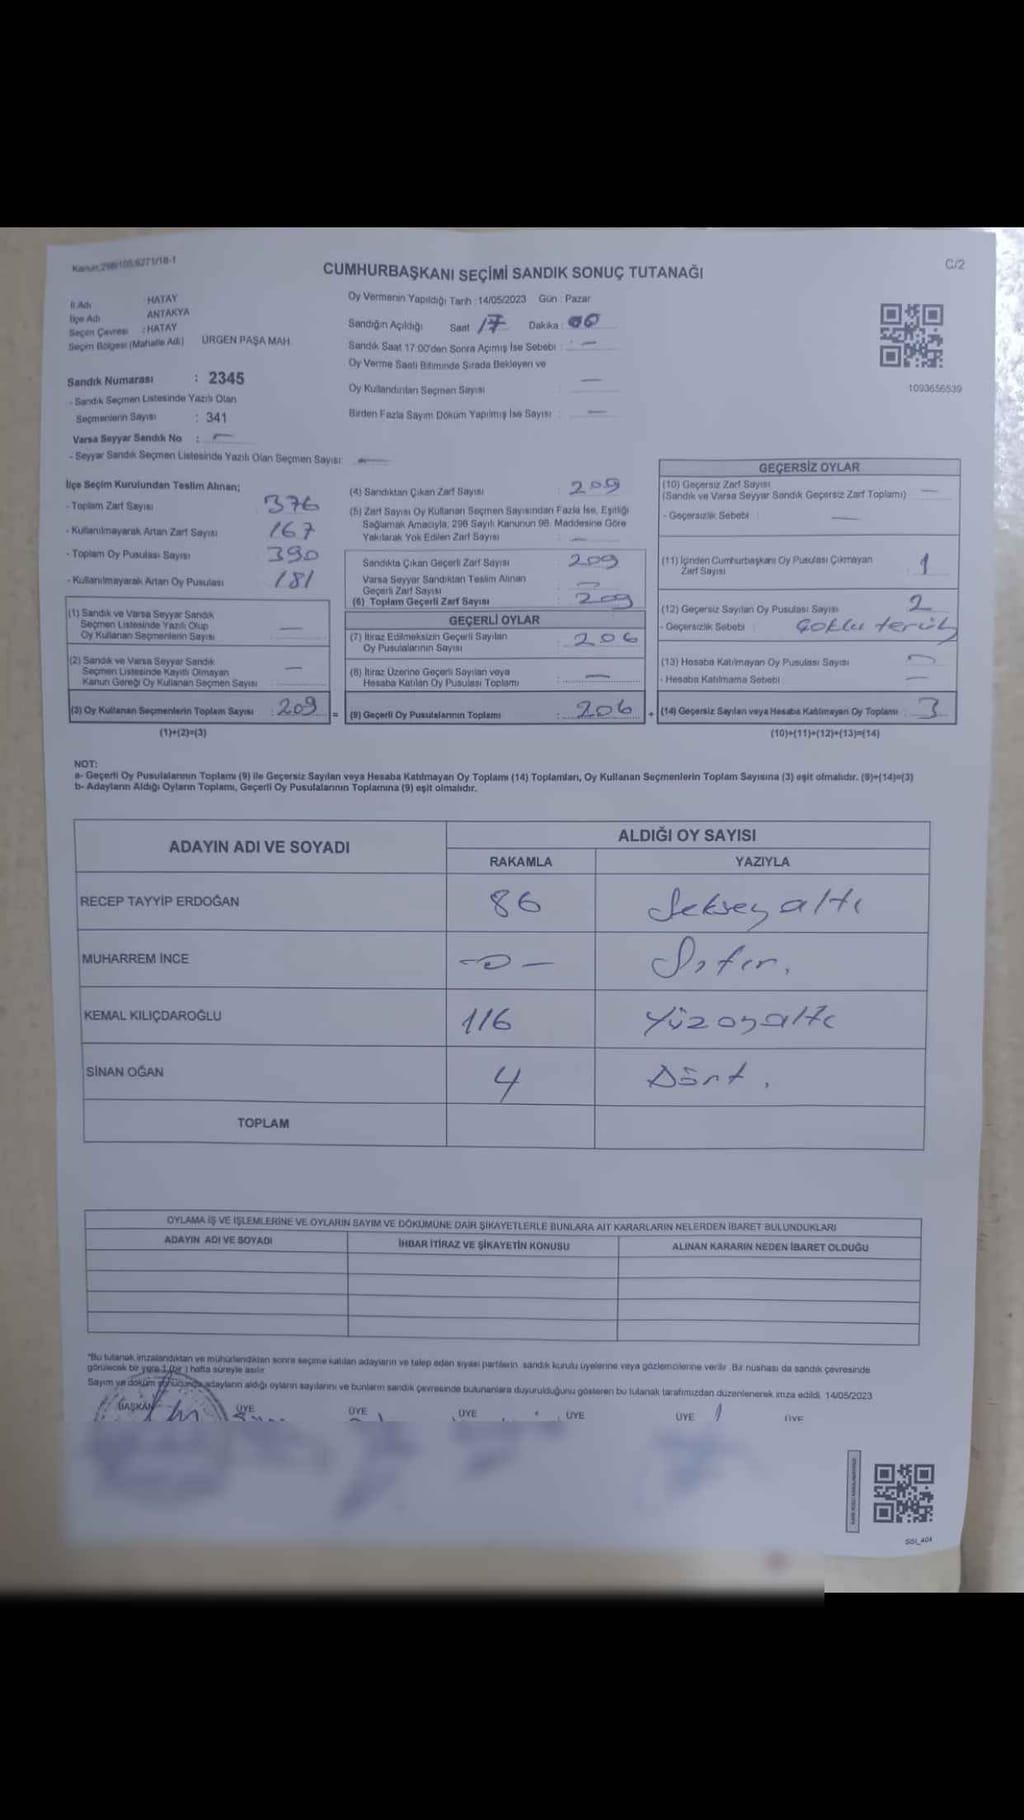 Kanun:298/105,6271/18-1
C/2
CUMHURBAŞKANI SEÇİMİ SANDIK SONUÇ TUTANAĞI
İl Adı HATAY
İlçe Adı ANTAKYA
Seçim Çevresi : HATAY
Seçim Bölgesi (Mahalle Adı) ÜRGEN PAŞA MAH.
Sandık Numarası : 2345
- Sandık Seçmen Listesinde Yazılı Olan
Seçmenlerin Sayısı : 341
Varsa Seyyar Sandık No : —
- Seyyar Sandık Seçmen Listesinde Yazılı Olan Seçmen Sayısı: —
Oy Vermenin Yapıldığı Tarih : 14/05/2023 Gün : Pazar
Sandığın Açıldığı Saat 17 Dakika : 00
Sandık Saat 17:00'den Sonra Açımış İse Sebebi : —
Oy Verme Saati Bitiminde Sırada Bekleyen ve
Oy Kullandırılan Seçmen Sayısı —
Birden Fazla Sayım Döküm Yapılmış İse Sayısı : —
1093656539
İlçe Seçim Kurulundan Teslim Alınan;
- Toplam Zarf Sayısı 376
- Kullanılmayarak Artan Zarf Sayısı 167
- Toplam Oy Pusulası Sayısı 390
- Kullanılmayarak Artan Oy Pusulası 181
(1) Sandık ve Varsa Seyyar Sandık
Seçmen Listesinde Yazılı Olup
Oy Kullanan Seçmenlerin Sayısı —
(2) Sandık ve Varsa Seyyar Sandık
Seçmen Listesinde Kayıtlı Olmayan
Kanun Gereği Oy Kullanan Seçmen Sayısı —
(3) Oy Kullanan Seçmenlerin Toplam Sayısı : 209 =
(1)+(2)=(3)
(4) Sandıktan Çıkan Zarf Sayısı : 209
(5) Zarf Sayısı Oy Kullanan Seçmen Sayısından Fazla İse, Eşitliği
Sağlamak Amacıyla, 298 Sayılı Kanunun 98. Maddesine Göre
Yakılarak Yok Edilen Zarf Sayısı : —
Sandıkta Çıkan Geçerli Zarf Sayısı : 209
Varsa Seyyar Sandıktan Teslim Alınan
Geçerli Zarf Sayısı —
(6) Toplam Geçerli Zarf Sayısı : 209
GEÇERLİ OYLAR
(7) İtiraz Edilmeksizin Geçerli Sayılan
Oy Pusulalarının Sayısı : 206
(8) İtiraz Üzerine Geçerli Sayılan veya
Hesaba Katılan Oy Pusulası Toplamı : —
(9) Geçerli Oy Pusulalarının Toplamı : 206 +
GEÇERSİZ OYLAR
(10) Geçersiz Zarf Sayısı
(Sandık ve Varsa Seyyar Sandık Geçersiz Zarf Toplamı) : —
- Geçersizlik Sebebi : —
(11) İçinden Cumhurbaşkanı Oy Pusulası Çıkmayan
Zarf Sayısı 1
(12) Geçersiz Sayılan Oy Pusulası Sayısı 2
- Geçersizlik Sebebi : Çoklu tercih
(13) Hesaba Katılmayan Oy Pusulası Sayısı —
- Hesaba Katılmama Sebebi : —
(14) Geçersiz Sayılan veya Hesaba Katılmayan Oy Toplamı : 3
(10)+(11)+(12)+(13)=(14)
NOT:
a- Geçerli Oy Pusulalarının Toplamı (9) ile Geçersiz Sayılan veya Hesaba Katılmayan Oy Toplamı (14) Toplamları, Oy Kullanan Seçmenlerin Toplam Sayısına (3) eşit olmalıdır. (9)+(14)=(3)
b- Adayların Aldığı Oyların Toplamı, Geçerli Oy Pusulalarının Toplamına (9) eşit olmalıdır.
ADAYIN ADI VE SOYADI
ALDIĞI OY SAYISI
RAKAMLA YAZIYLA
RECEP TAYYİP ERDOĞAN 86 Seksen altı
MUHARREM İNCE -0- Sıfır.
KEMAL KILIÇDAROĞLU 116 Yüzonaltı
SİNAN OĞAN 4 Dört.
TOPLAM
OYLAMA İŞ VE İŞLEMLERİNE VE OYLARIN SAYIM VE DÖKÜMÜNE DAİR ŞİKAYETLERLE BUNLARA AİT KARARLARIN NELERDEN İBARET BULUNDUKLARI
ADAYIN ADI VE SOYADI İHBAR İTİRAZ VE ŞİKAYETİN KONUSU ALINAN KARARIN NEDEN İBARET OLDUĞU
"Bu tutanak imzalandıktan ve mühürlendikten sonra seçime katılan adayların ve talep eden siyasi partilerin sandık kurulu üyelerine veya gözlemcilerine verilir. Bir nüshası da sandık çevresinde
görülecek bir yere 1 (bir) hafta süreyle asılır.
Sayım ve döküm sonucunda adayların aldığı oyların sayılarını ve bunların sandık çevresinde bulunanlara duyurulduğunu gösteren bu tutanak tarafımızdan düzenlenerek imza edildi. 14/05/2023
BAŞKAN ÜYE ÜYE ÜYE ÜYE ÜYE ÜYE